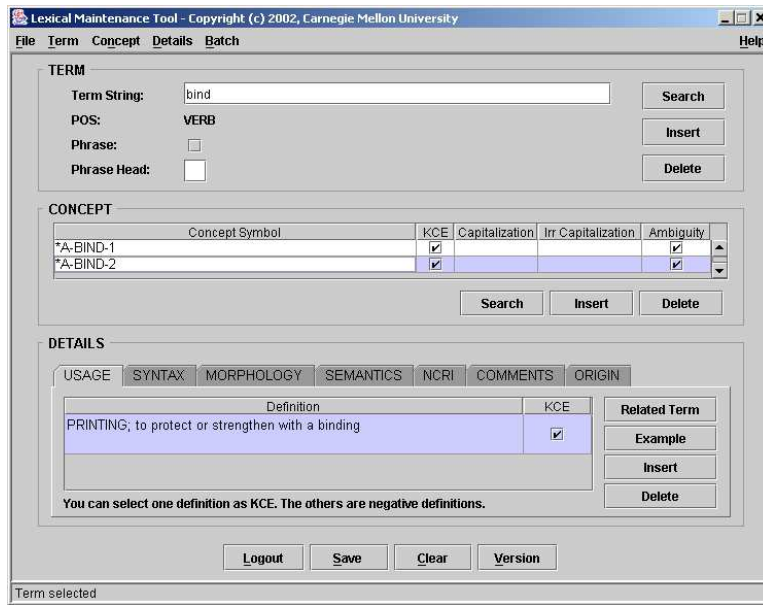 Lexical Maintenance Tool - Copyright (c) 2002, Carnegie Mellon University
File Term Concept Details Batch Help
TERM
Term String: bind Search
POS: VERB
Insert
Phrase:
Phrase Head: Delete
CONCEPT
Concept Symbol KCE Capitalization Irr Capitalization Ambiguity
*A-BIND-1
*A-BIND-2
Search Insert Delete
DETAILS
USAGE SYNTAX MORPHOLOGY SEMANTICS NCRI COMMENTS ORIGIN
Definition KCE Related Term
PRINTING; to protect or strengthen with a binding
Example
Insert
Delete
You can select one definition as KCE. The others are negative definitions.
Logout Save Clear Version
Term selected